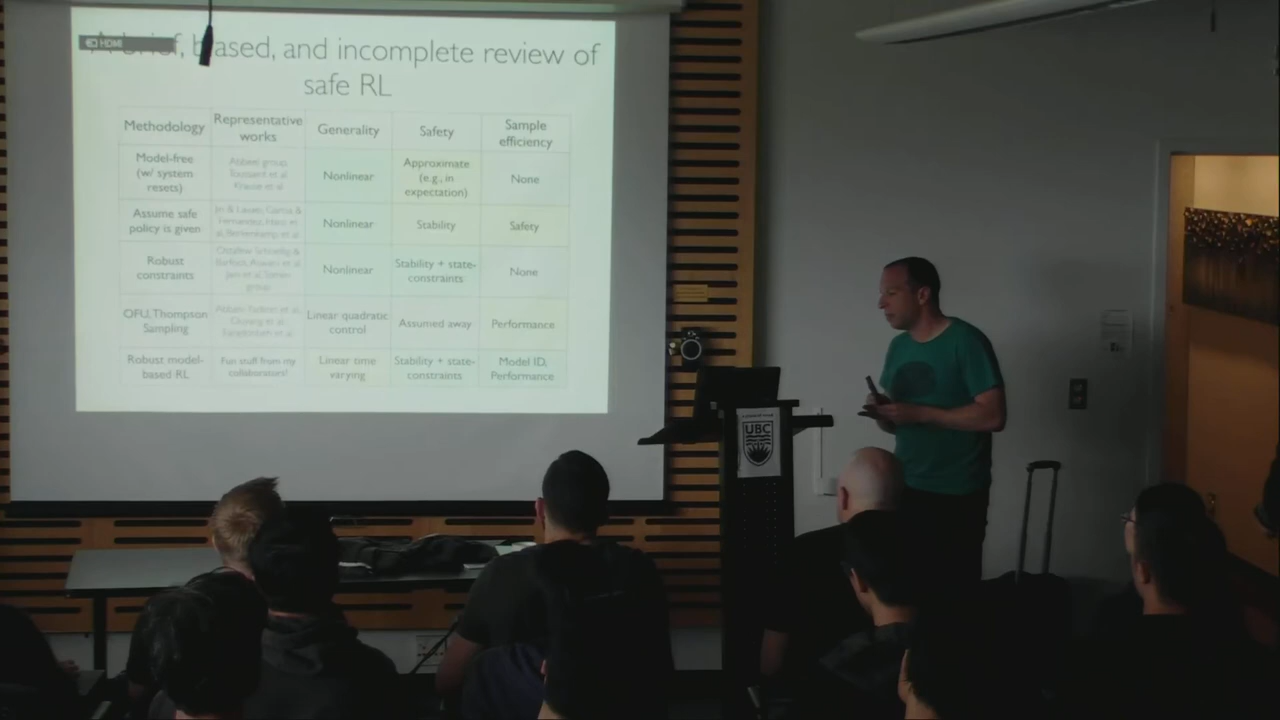 HDMI
A brief, biased, and incomplete review of
safe RL
Methodology
Representative
works
Generality
Safety
Sample
efficiency
Model-free
(w/ system
resets)
Nonlinear
Approximate
(e.g., in
expectation)
None
Assume safe
policy is given
Nonlinear
Stability
Safety
Robust
constraints
Nonlinear
Stability + state-
constraints
None
OFU, Thompson
Sampling
Linear quadratic
control
Assumed away
Performance
Robust model-
based RL
Fun stuff from my
collaborators!
Linear time
varying
Stability + state-
constraints
Model ID,
Performance
UBC